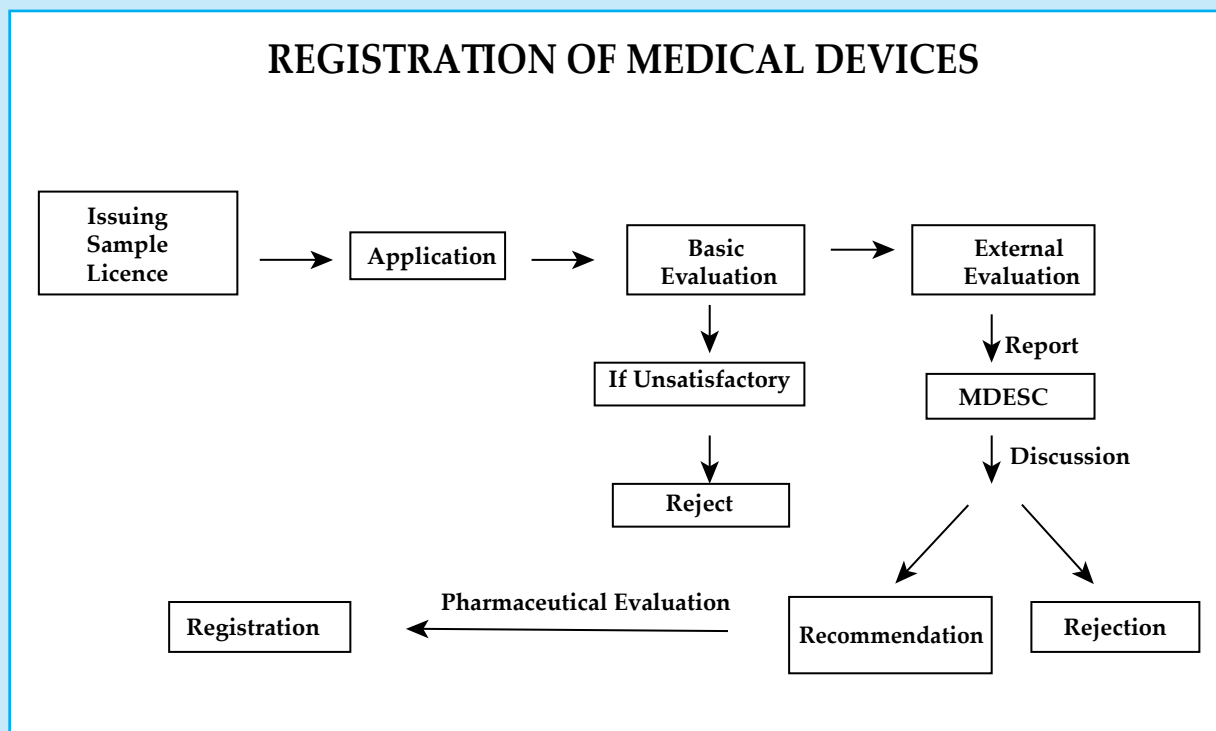 REGISTRATION OF MEDICAL DEVICES
Issuing
Sample
Licence
Application
Basic
Evaluation
External
Evaluation
If Unsatisfactory
Report
MDESC
Reject
Discussion
Registration
Pharmaceutical Evaluation
Recommendation
Rejection